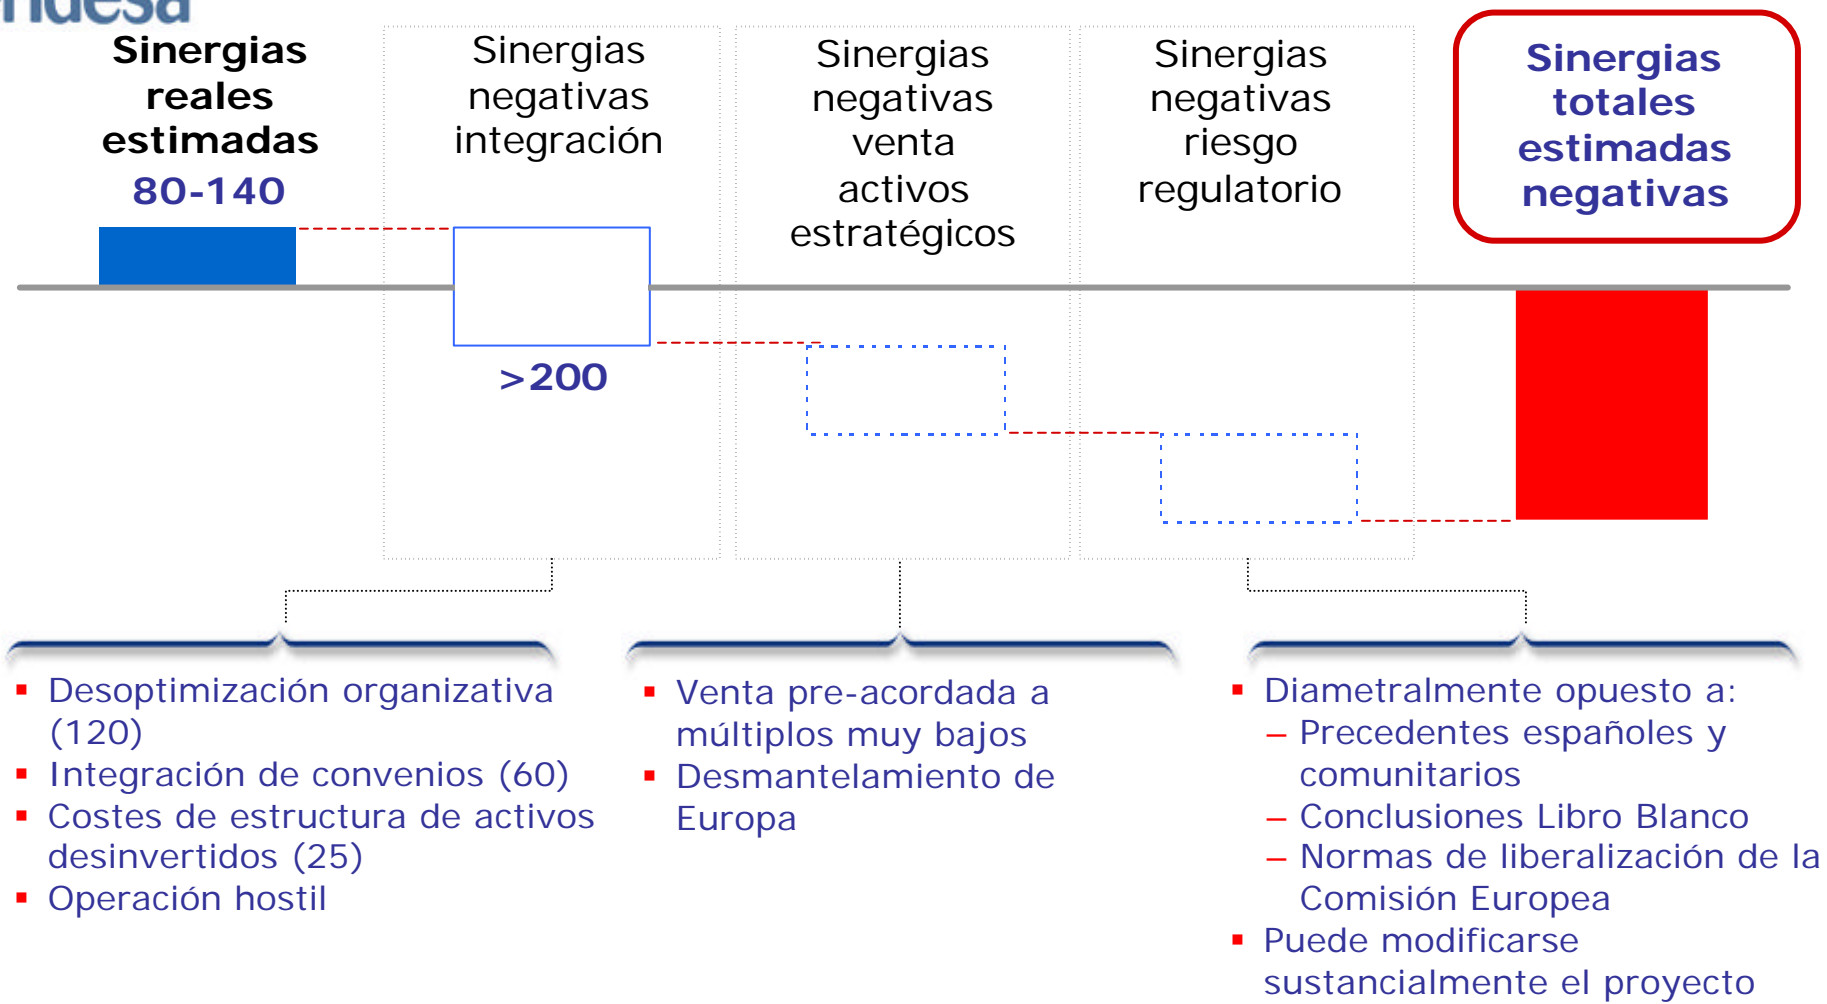 endesa
Sinergias
reales
estimadas
80-140
Sinergias
negativas
integración
>200
Sinergias
negativas
venta
activos
estratégicos
Sinergias
negativas
riesgo
regulatorio
Sinergias
totales
estimadas
negativas
▪ Desoptimización organizativa
(120)
▪ Integración de convenios (60)
▪ Costes de estructura de activos
desinvertidos (25)
▪ Operación hostil
▪ Venta pre-acordada a
múltiplos muy bajos
▪ Desmantelamiento de
Europa
▪ Diametralmente opuesto a:
– Precedentes españoles y
comunitarios
– Conclusiones Libro Blanco
– Normas de liberalización de la
Comisión Europea
▪ Puede modificarse
sustancialmente el proyecto